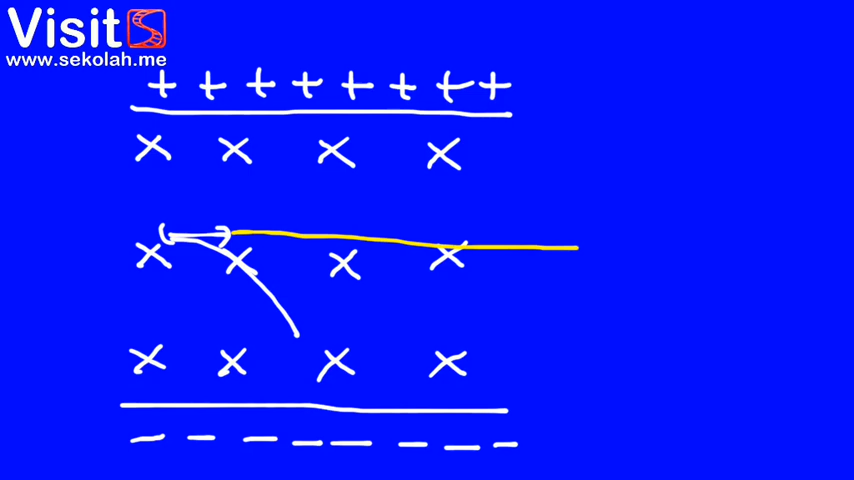 Visit S
www.sekolah.me
+ + + + + + + +
× × × ×
× × × ×
× × × ×
− − − − − − − −